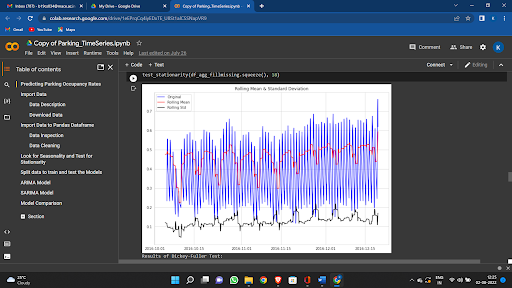 Inbox (787) - b19cs034@mace.ac.in
My Drive - Google Drive
Copy of Parking_TimeSeries.ipynb
colab.research.google.com/drive/
Gmail
YouTube
Maps
Copy of Parking_TimeSeries.ipynb
File Edit View Insert Runtime Tools Help Last edited on July 26
Comment
Share
K
Table of contents
+ Code + Text
Connect
Editing
Predicting Parking Occupancy Rates
Import Data
Data Description
Download Data
Import Data to Pandas Dataframe
Data Inspection
Data Cleaning
Look for Seasonality and Test for Stationarity
Split data to train and test the Models
ARIMA Model
SARIMA Model
Model Comparison
Section
test_stationarity(df_agg_fillmissing.squeeze(), 18)
Rolling Mean & Standard Deviation
Original
Rolling Mean
Rolling Std
0.7
0.6
0.5
0.4
0.3
0.2
0.1
2016-10-01 2016-10-15 2016-11-01 2016-11-15 2016-12-01 2016-12-15
Results of Dickey-Fuller Test:
25°C
Cloudy
ENG
IN
12:25
02-08-2022